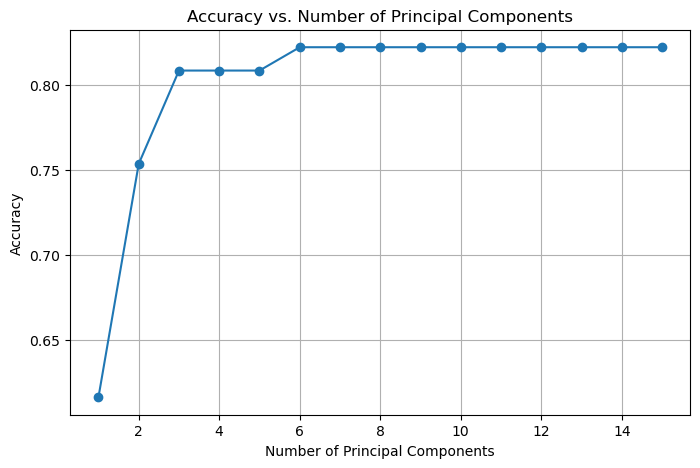 Accuracy vs. Number of Principal Components
0.80
0.75
0.70
0.65
Accuracy
2 4 6 8 10 12 14
Number of Principal Components